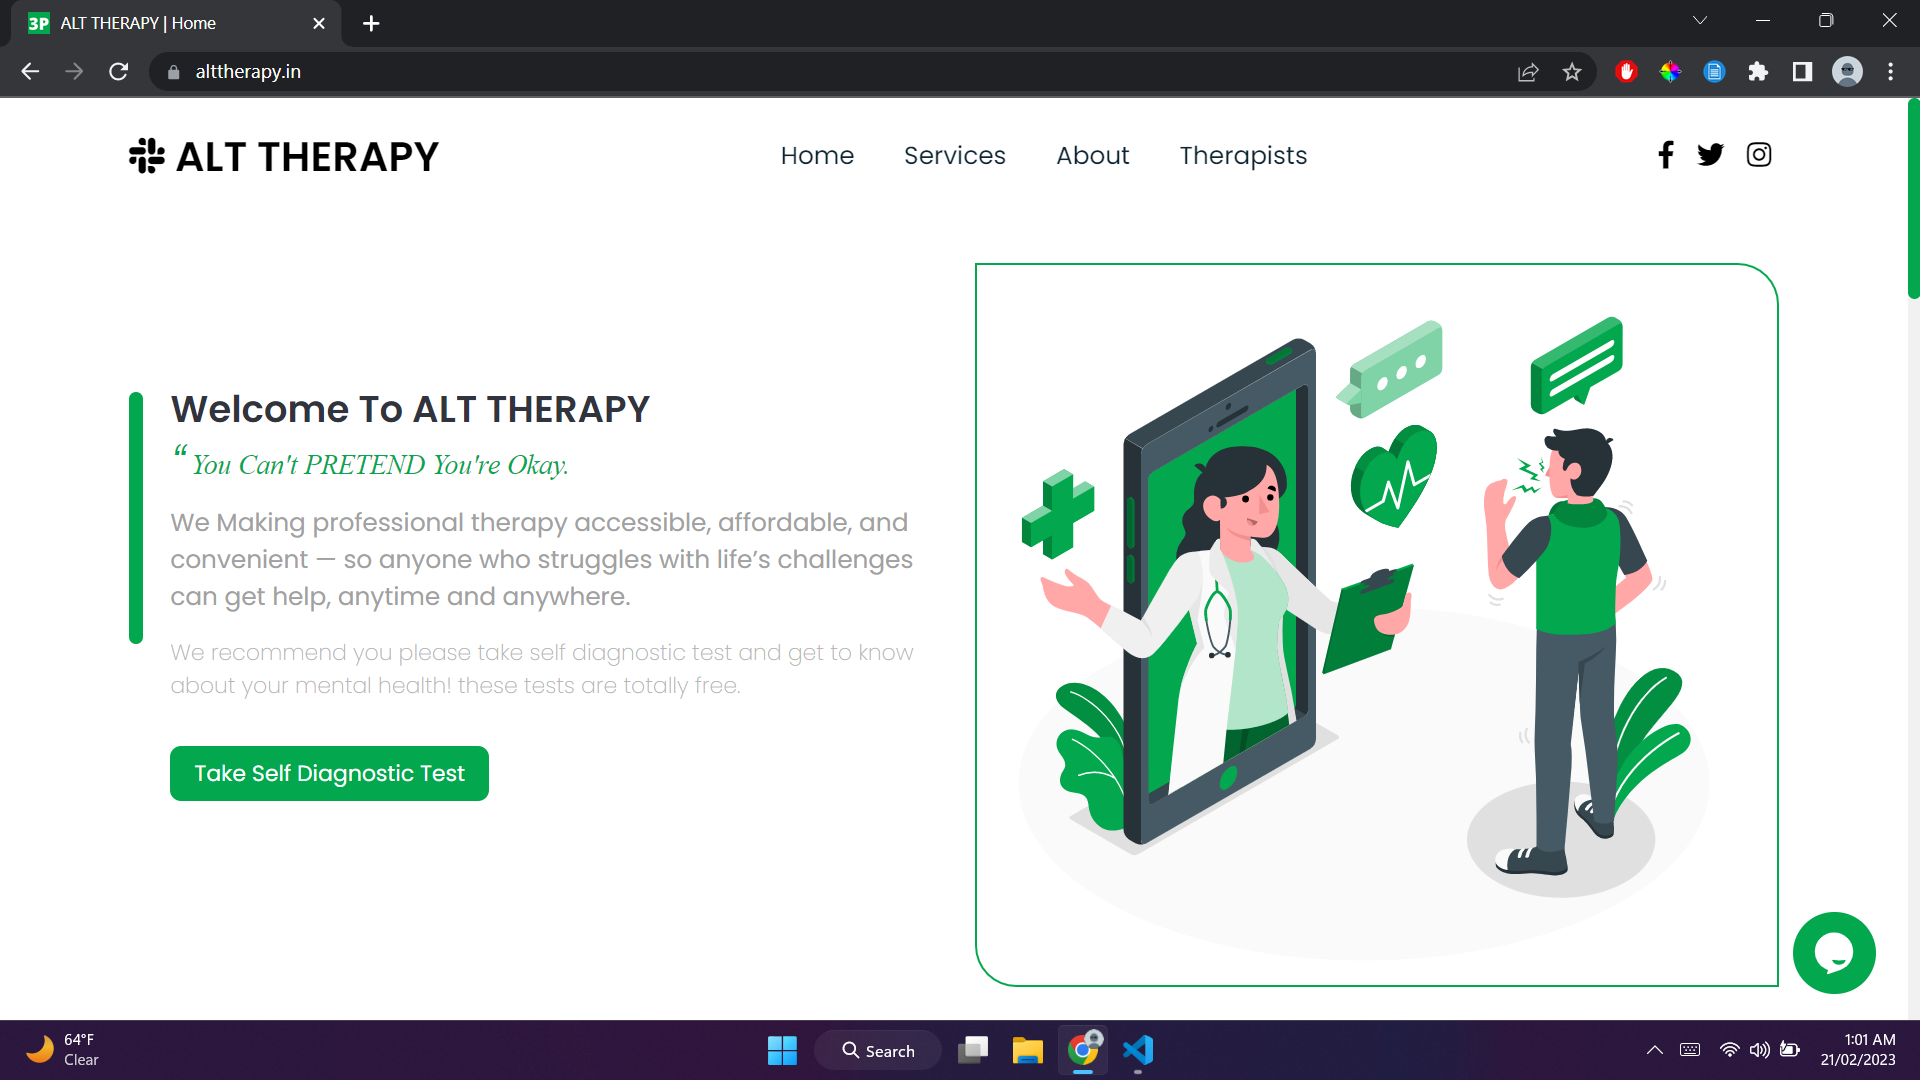 3P ALT THERAPY | Home
alttherapy.in
ALT THERAPY
Home Services About Therapists
Welcome To ALT THERAPY
“ You Can't PRETEND You're Okay.
We Making professional therapy accessible, affordable, and
convenient — so anyone who struggles with life’s challenges
can get help, anytime and anywhere.
We recommend you please take self diagnostic test and get to know
about your mental health! these tests are totally free.
Take Self Diagnostic Test
64°F
Clear
Search
1:01 AM
21/02/2023